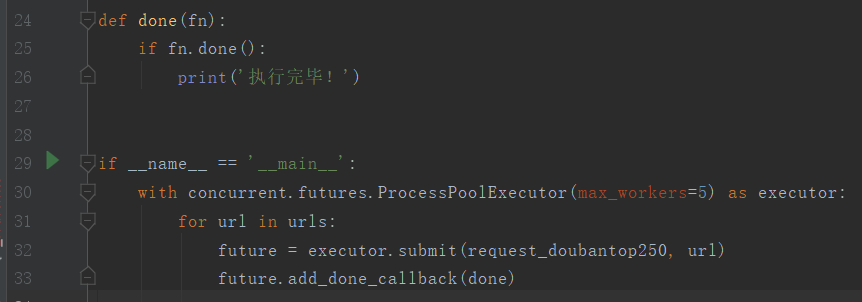 24 def done(fn):
25     if fn.done():
26         print('执行完毕！')
27
28
29 if __name__ == '__main__':
30     with concurrent.futures.ProcessPoolExecutor(max_workers=5) as executor:
31         for url in urls:
32             future = executor.submit(request_doubantop250, url)
33             future.add_done_callback(done)